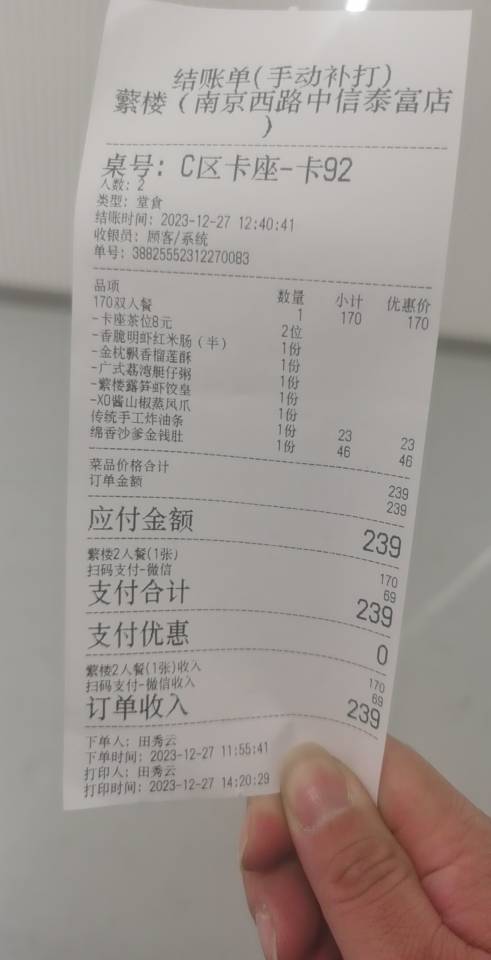 结账单(手动补打)
蘩楼（南京西路中信泰富店
）
桌号: C区卡座-卡92
人数: 2
类型: 堂食
结账时间: 2023-12-27 12:40:41
收银员: 顾客/系统
单号: 38825552312270083
品项 数量 小计 优惠价
170双人餐 1 170 170
-卡座茶位8元 2位
-香脆明虾红米肠（半） 1份
-金枕飘香榴莲酥 1份
-广式荔湾艇仔粥 1份
-蘩楼露笋虾饺皇 1份
-XO酱山椒蒸凤爪 1份
传统手工炸油条 1份 23 23
绵香沙爹金钱肚 1份 46 46
菜品价格合计 239
订单金额 239
应付金额 239
蘩楼2人餐(1张) 170
扫码支付-微信 69
支付合计 239
支付优惠 0
蘩楼2人餐(1张)收入 170
扫码支付-微信收入 69
订单收入 239
下单人: 田秀云
下单时间: 2023-12-27 11:55:41
打印人: 田秀云
打印时间: 2023-12-27 14:20:29